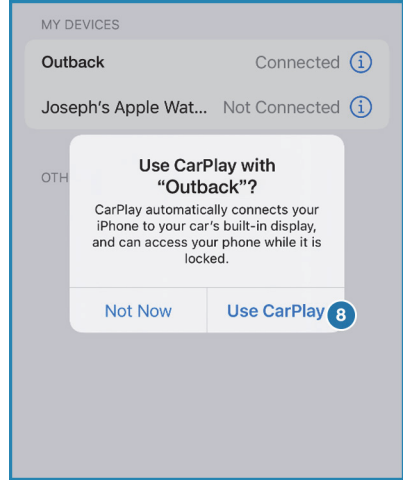 MY DEVICES
Outback Connected
Joseph's Apple Wat... Not Connected
OTH
Use CarPlay with
“Outback”?
CarPlay automatically connects your
iPhone to your car's built-in display,
and can access your phone while it is
locked.
Not Now Use CarPlay 8